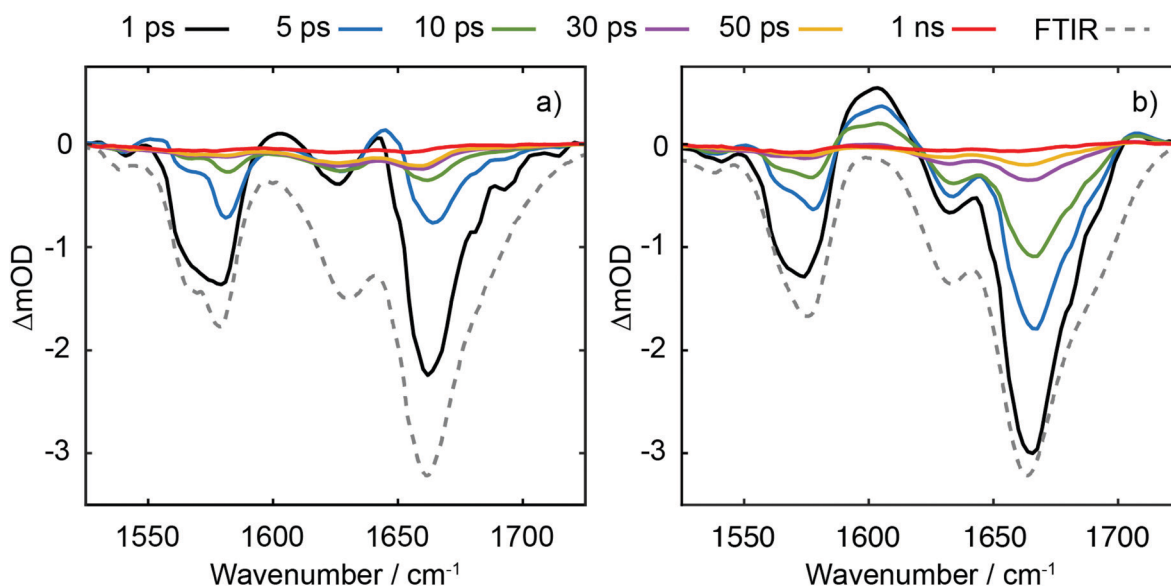 1 ps 5 ps 10 ps 30 ps 50 ps 1 ns FTIR
a) b)
0 0
-1 -1
-2 -2
-3 -3
ΔmOD ΔmOD
1550 1600 1650 1700 1550 1600 1650 1700
Wavenumber / cm⁻¹ Wavenumber / cm⁻¹